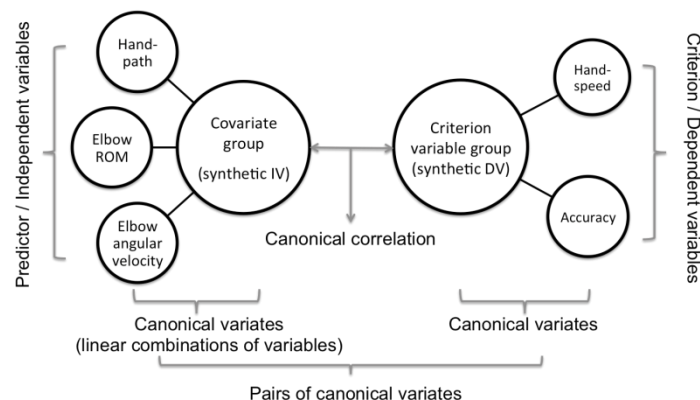 Predictor / Independent variables
Hand-
path
Elbow
ROM
Elbow
angular
velocity
Covariate
group
(synthetic IV)
Canonical correlation
Criterion
variable group
(synthetic DV)
Hand-
speed
Accuracy
Criterion / Dependent variables
Canonical variates
(linear combinations of variables)
Canonical variates
Pairs of canonical variates